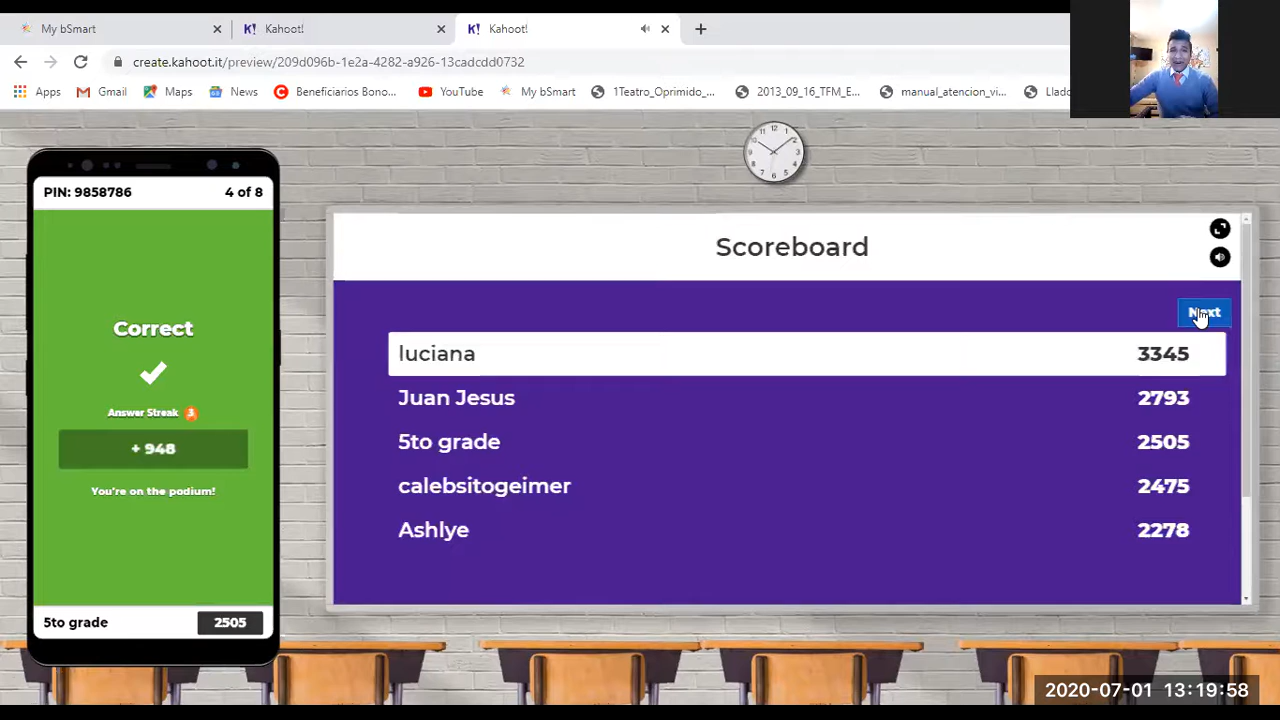 My bSmart
K! Kahoot!
K! Kahoot!
create.kahoot.it/preview/209d096b-1e2a-4282-a923-13cadcdd0732
Apps
Gmail
Maps
News
Beneficiarios Bono...
YouTube
My bSmart
1Teatro_Oprimido_...
2013_09_16_TFM_E...
manual_atencion_vi...
Llado
PIN: 9858786
4 of 8
Correct
Answer Streak 3
+ 948
You're on the podium!
5to grade
2505
Scoreboard
Next
luciana 3345
Juan Jesus 2793
5to grade 2505
calebsitogeimer 2475
Ashlye 2278
2020-07-01 13:19:58